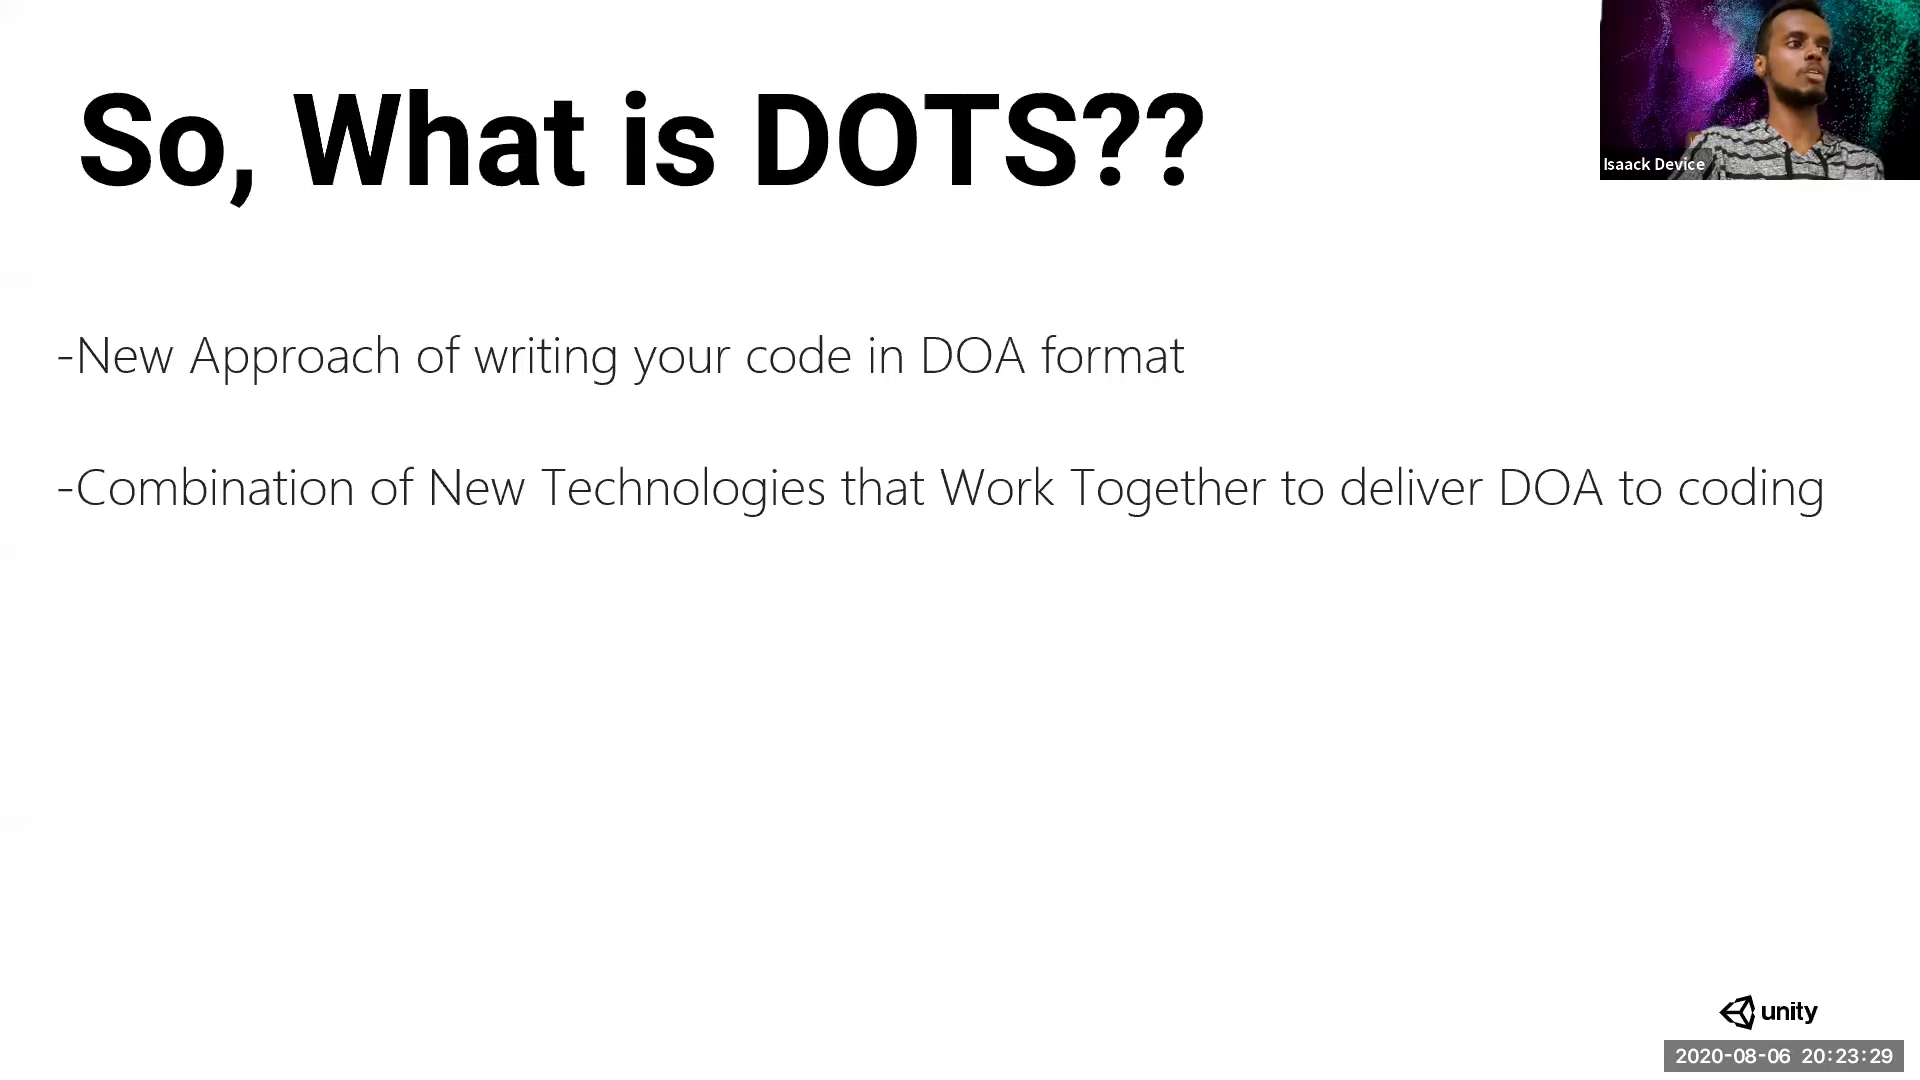 So, What is DOTS??
Isaack Device
-New Approach of writing your code in DOA format
-Combination of New Technologies that Work Together to deliver DOA to coding
unity
2020-08-06 20:23:29